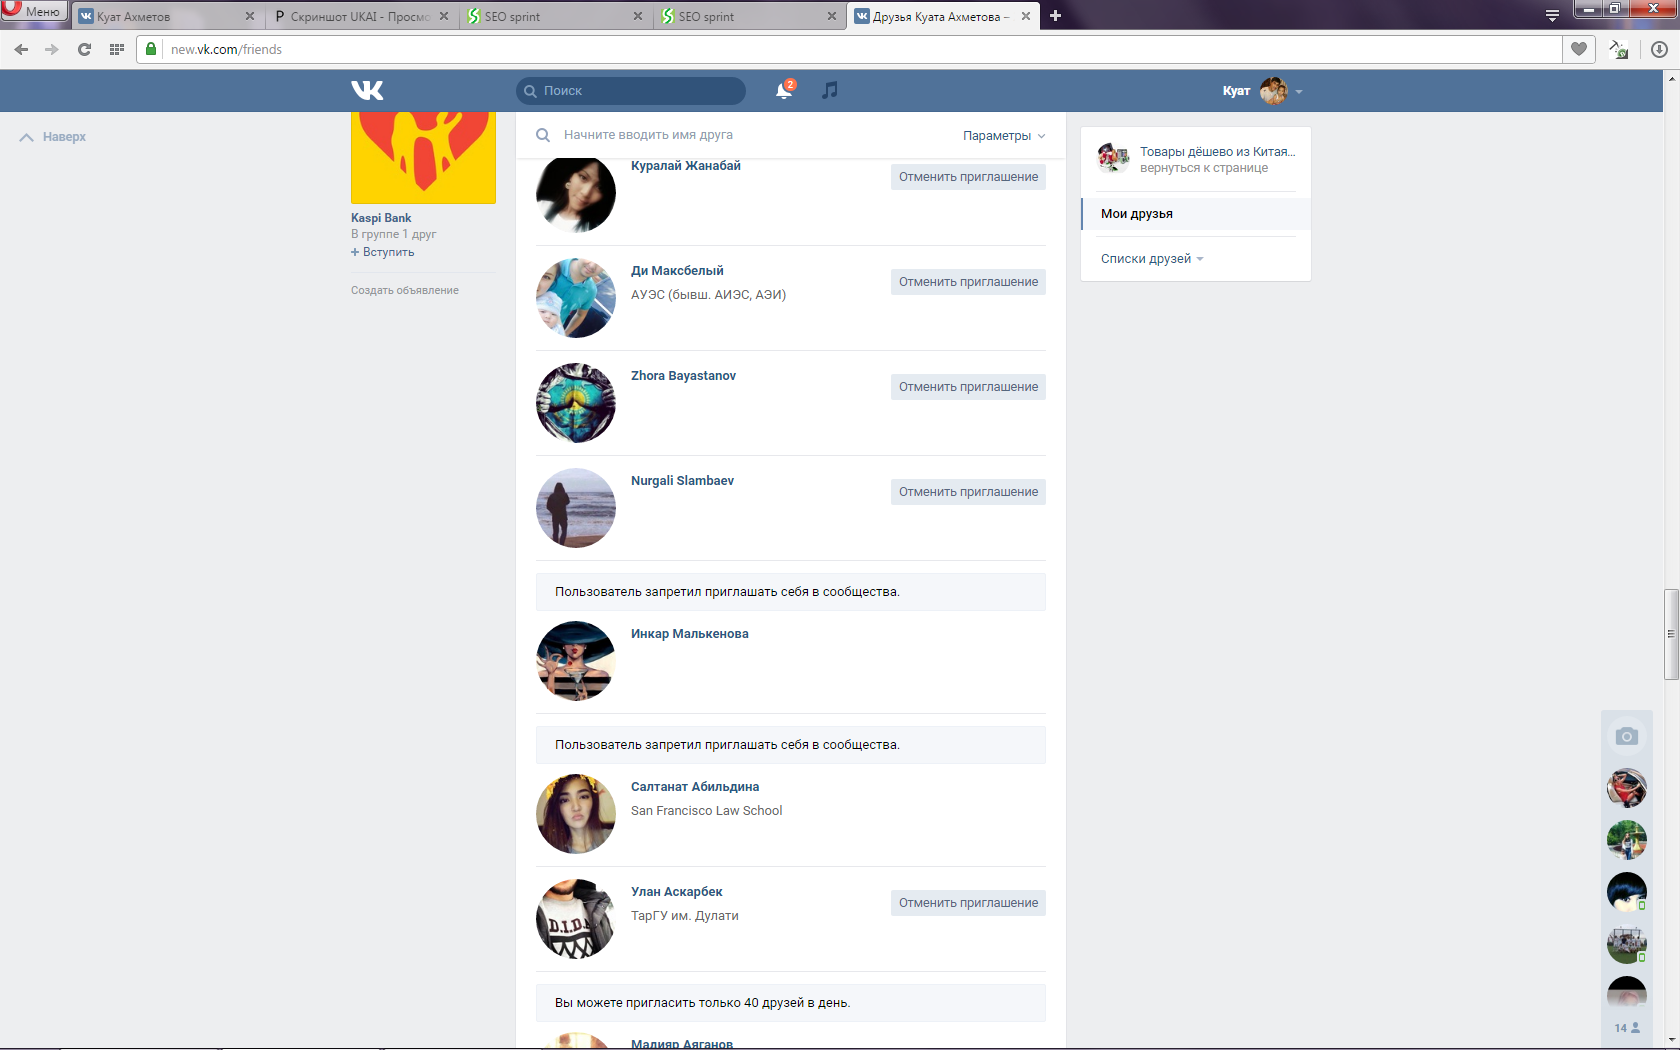 Меню
Куат Ахметов
Скриншот UKAI - Просмо
SEO sprint
SEO sprint
Друзья Куата Ахметова –
new.vk.com/friends
Поиск
2
Куат
Наверх
Начните вводить имя друга
Параметры
Товары дёшево из Китая...
вернуться к странице
Мои друзья
Списки друзей
Kaspi Bank
В группе 1 друг
+ Вступить
Создать объявление
Куралай Жанабай
Отменить приглашение
Ди Максбелый
АУЭС (бывш. АИЭС, АЭИ)
Отменить приглашение
Zhora Bayastanov
Отменить приглашение
Nurgali Slambaev
Отменить приглашение
Пользователь запретил приглашать себя в сообщества.
Инкар Малькенова
Пользователь запретил приглашать себя в сообщества.
Салтанат Абильдина
San Francisco Law School
Улан Аскарбек
ТарГУ им. Дулати
Отменить приглашение
D.I.D.
Вы можете пригласить только 40 друзей в день.
Мадияр Аяганов
14